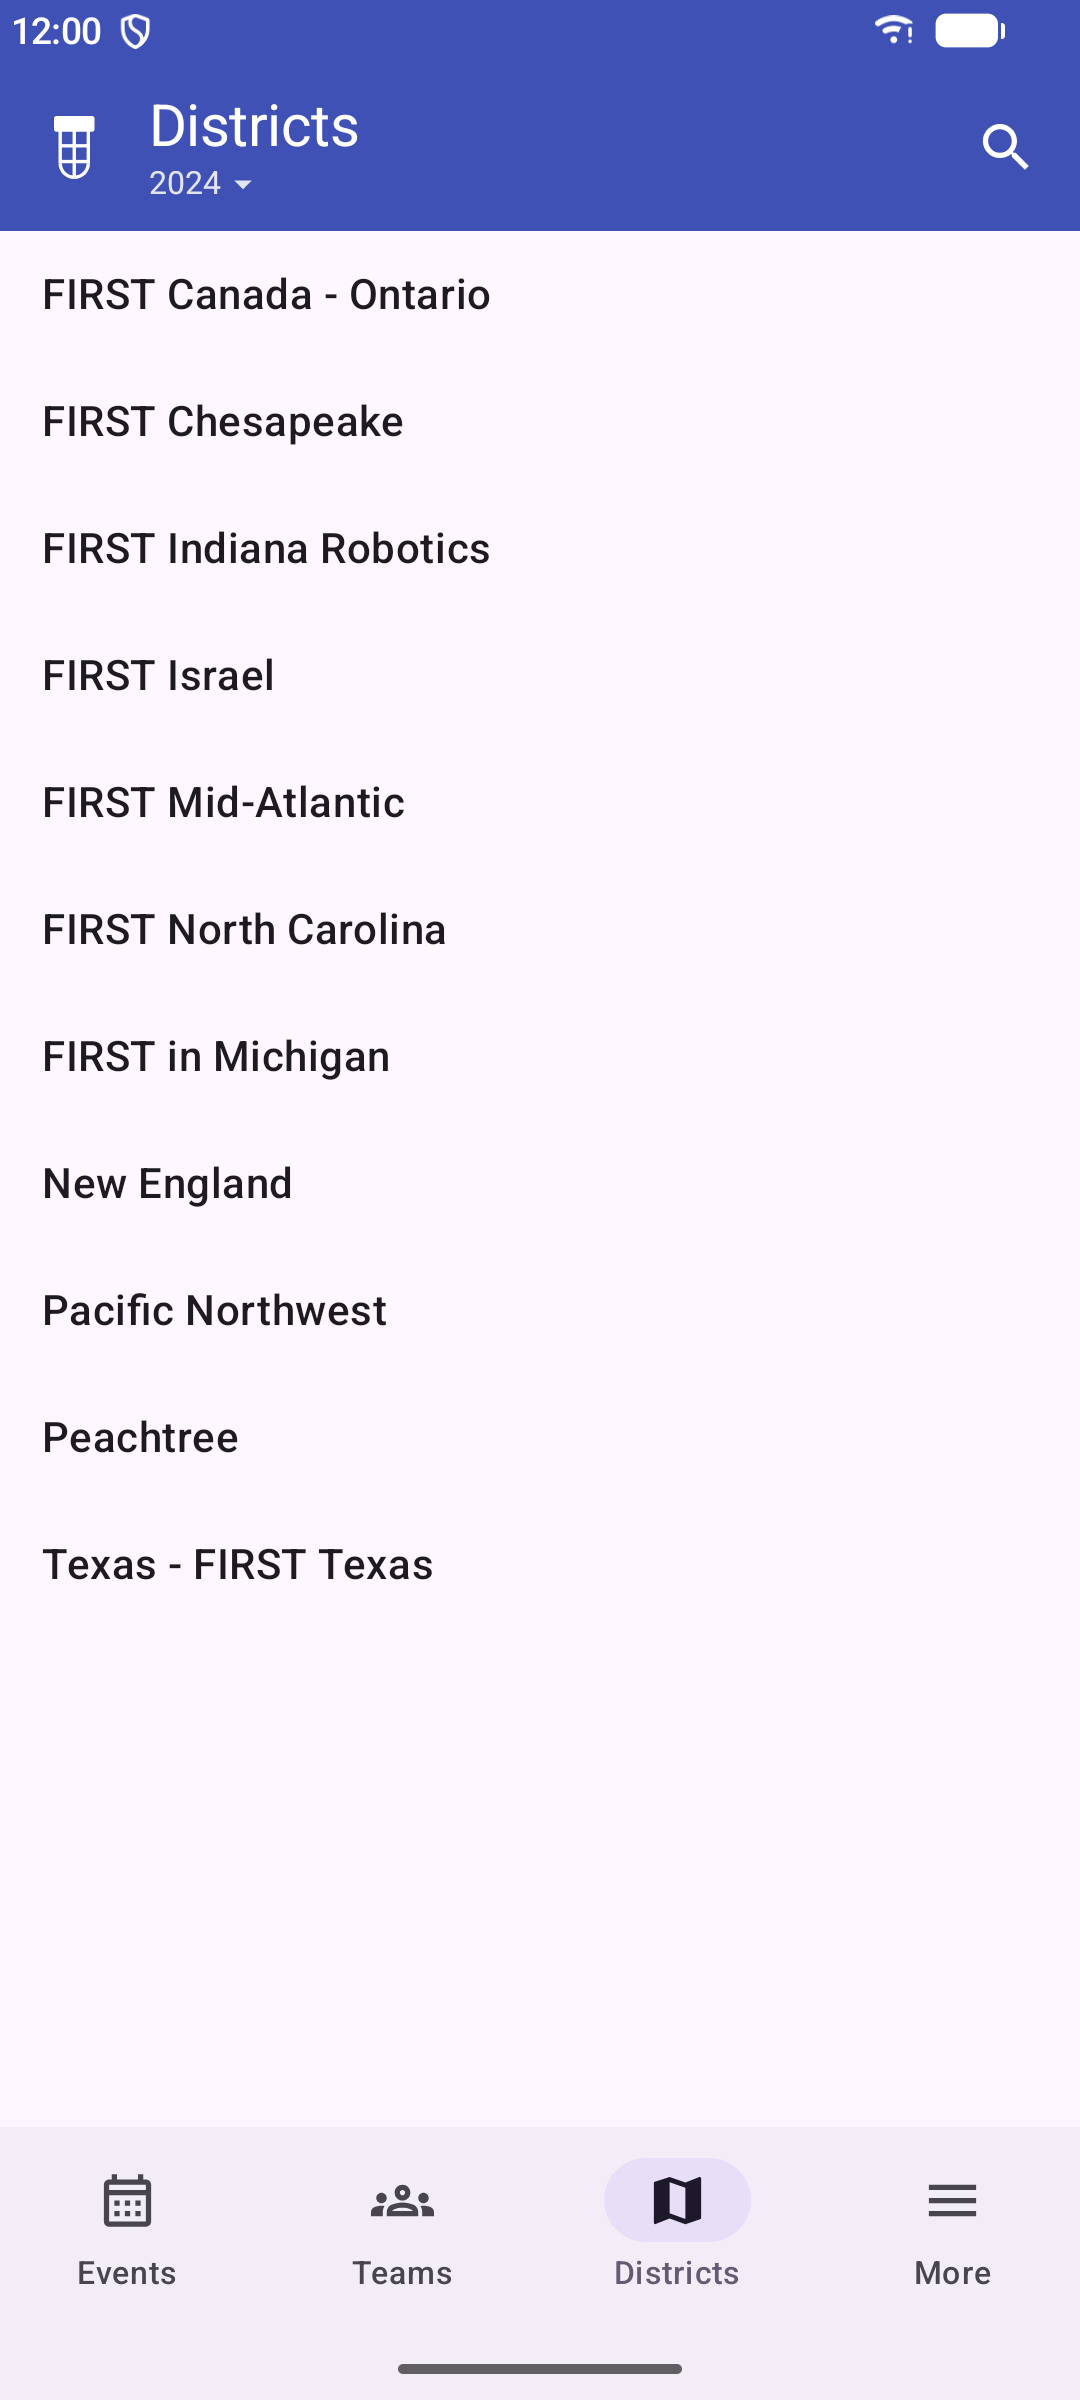 12:00
Districts
2024
FIRST Canada - Ontario
FIRST Chesapeake
FIRST Indiana Robotics
FIRST Israel
FIRST Mid-Atlantic
FIRST North Carolina
FIRST in Michigan
New England
Pacific Northwest
Peachtree
Texas - FIRST Texas
Events
Teams
Districts
More